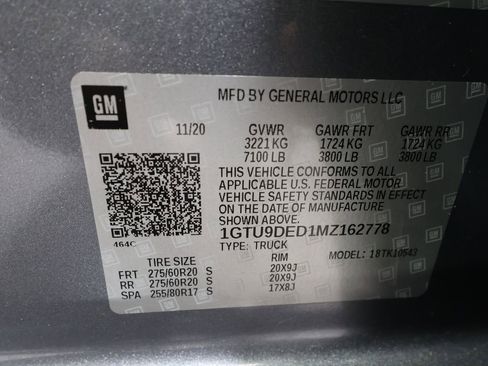 GM
MFD BY GENERAL MOTORS LLC
11/20 GVWR GAWR FRT GAWR RR
3221 KG 1724 KG 1724 KG
7100 LB 3800 LB 3800 LB
THIS VEHICLE CONFORMS TO ALL
APPLICABLE U.S. FEDERAL MOTOR
VEHICLE SAFETY STANDARDS IN EFFECT
ON THE DATE OF MANUFACTURE
SHOWN ABOVE.
1GTU9DED1MZ162778
464C
TYPE: TRUCK MODEL: 18TK10543
TIRE SIZE RIM
FRT 275/60R20 S 20X9J
RR 275/60R20 S 20X9J
SPA 255/80R17 S 17X8J